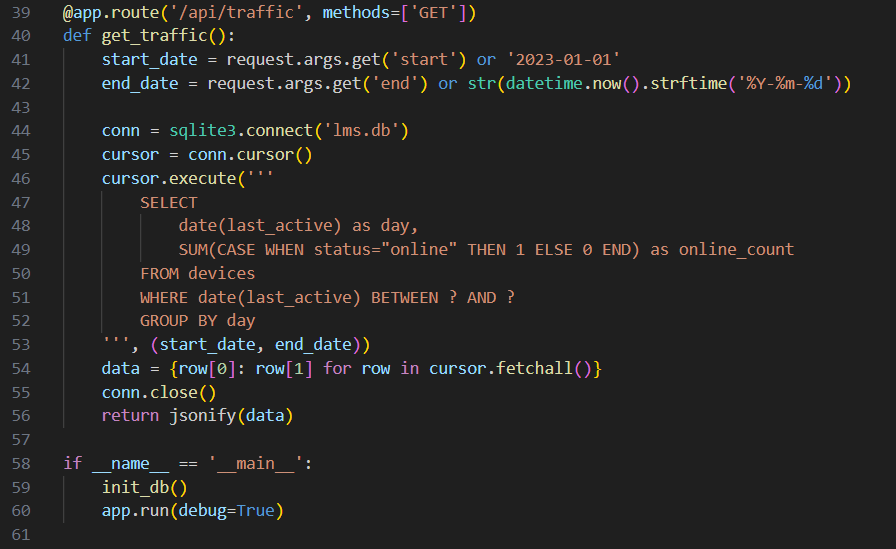 39 @app.route('/api/traffic', methods=['GET'])
40 def get_traffic():
41     start_date = request.args.get('start') or '2023-01-01'
42     end_date = request.args.get('end') or str(datetime.now().strftime('%Y-%m-%d'))
43
44     conn = sqlite3.connect('lms.db')
45     cursor = conn.cursor()
46     cursor.execute('''
47         SELECT
48             date(last_active) as day,
49             SUM(CASE WHEN status="online" THEN 1 ELSE 0 END) as online_count
50         FROM devices
51         WHERE date(last_active) BETWEEN ? AND ?
52         GROUP BY day
53     ''', (start_date, end_date))
54     data = {row[0]: row[1] for row in cursor.fetchall()}
55     conn.close()
56     return jsonify(data)
57
58 if __name__ == '__main__':
59     init_db()
60     app.run(debug=True)
61